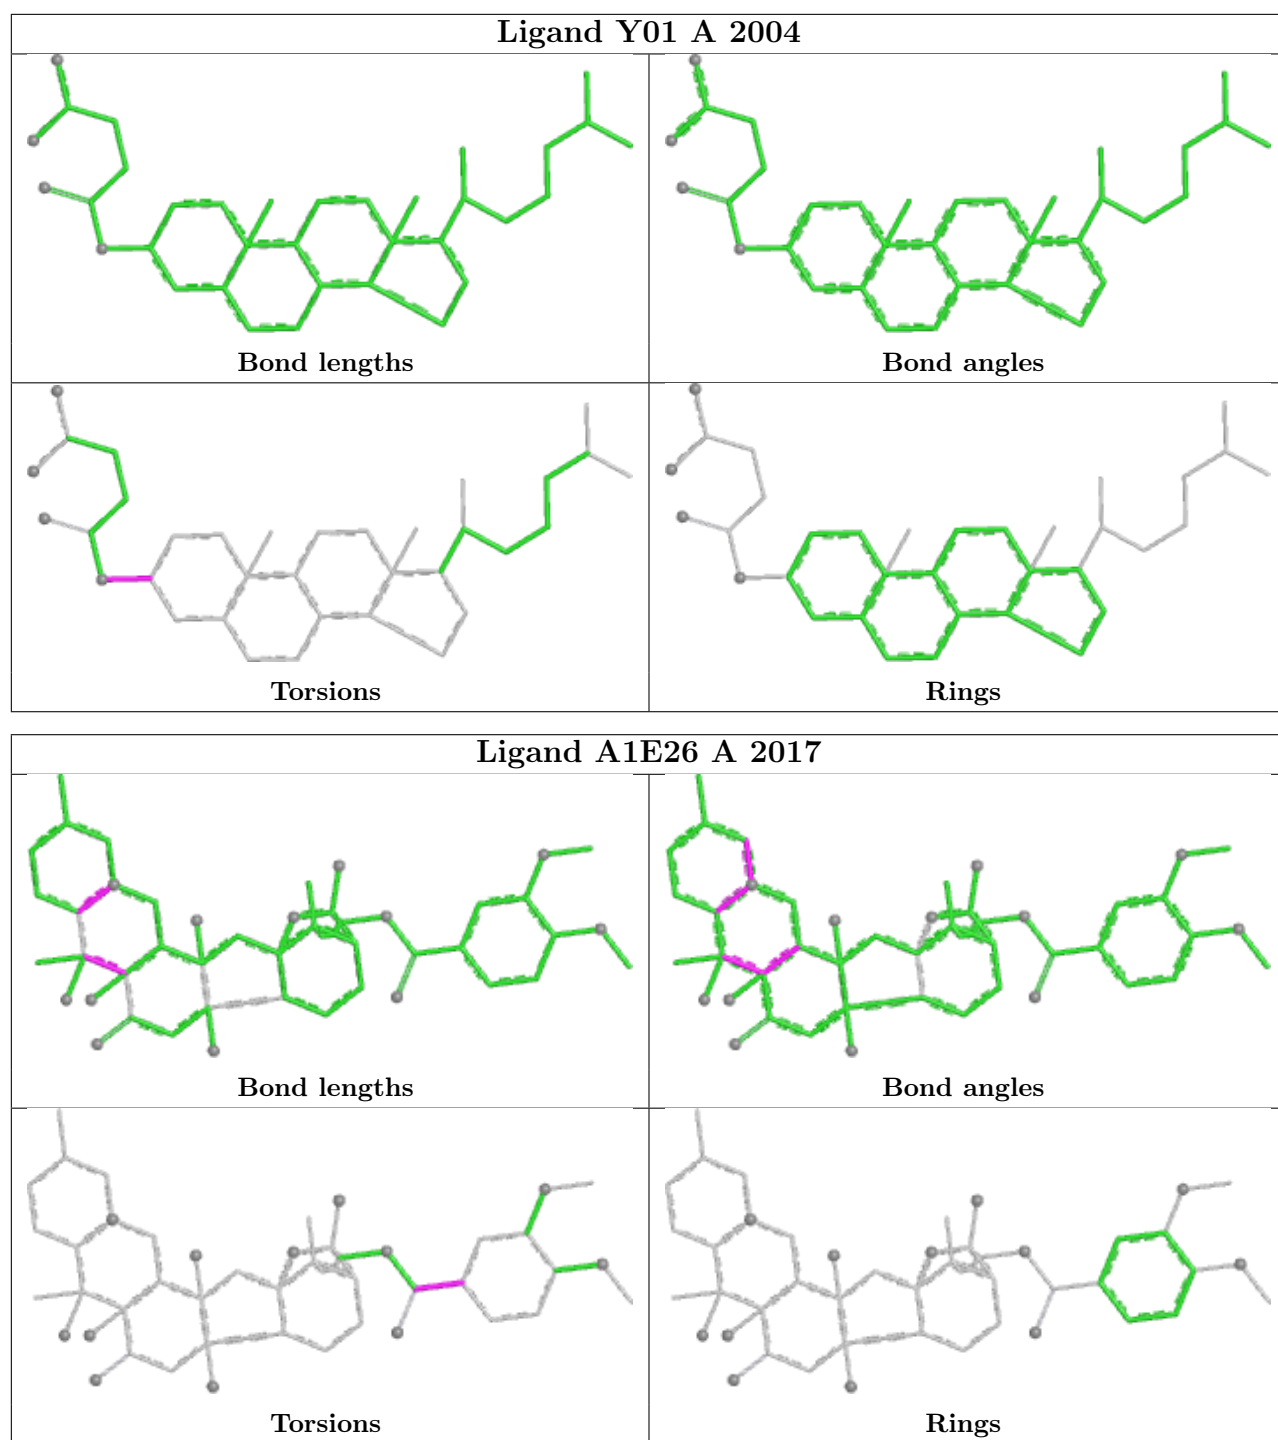 Ligand Y01 A 2004
Bond lengths
Bond angles
Torsions
Rings
Ligand A1E26 A 2017
Bond lengths
Bond angles
Torsions
Rings